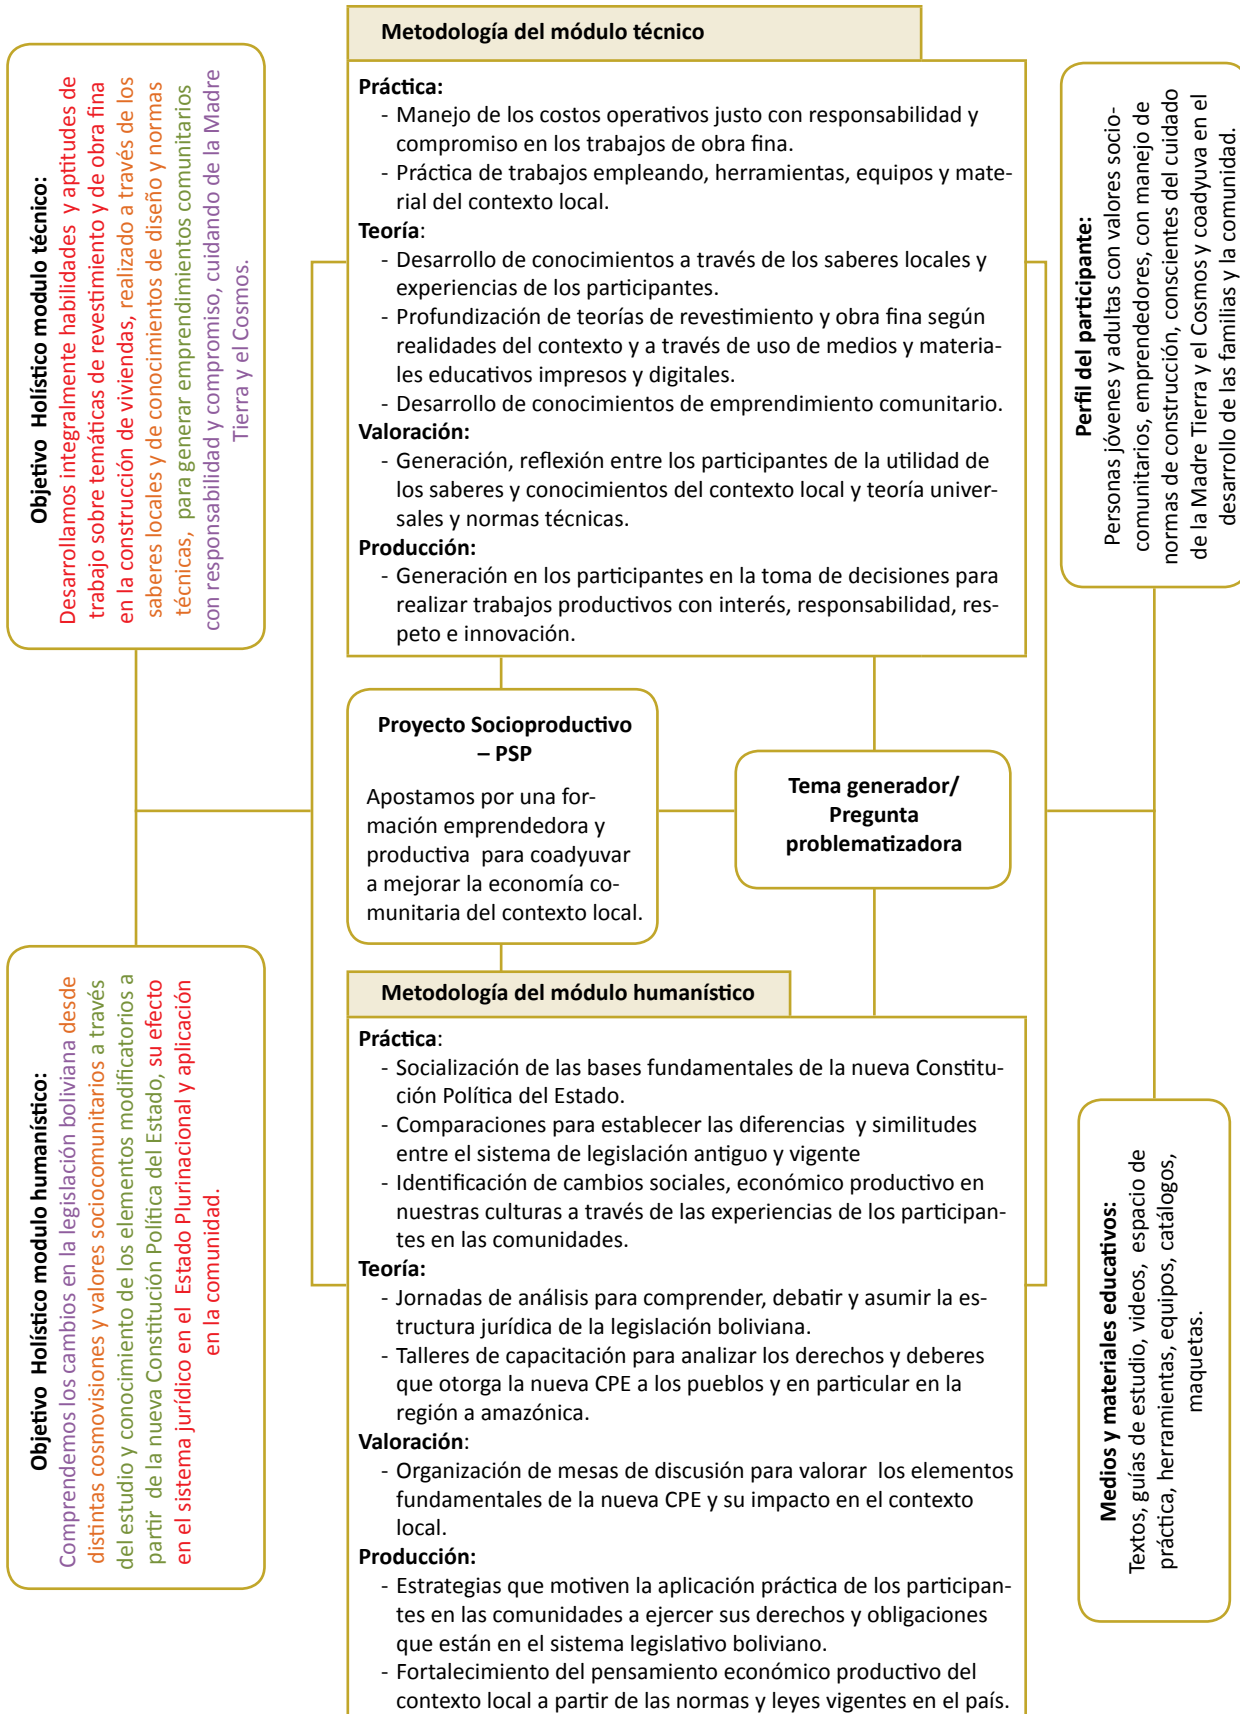 Objetivo  Holístico modulo técnico:
Desarrollamos integralmente habilidades  y aptitudes de
trabajo sobre temáticas de revestimiento y de obra fina
en la construcción de viviendas, realizado a través de los
saberes locales y de conocimientos de diseño y normas
técnicas,  para generar emprendimientos comunitarios
con responsabilidad y compromiso, cuidando de la Madre
Tierra y el Cosmos.
Metodología del módulo técnico
Práctica:
- Manejo de los costos operativos justo con responsabilidad y
compromiso en los trabajos de obra fina.
- Práctica de trabajos empleando, herramientas, equipos y mate-
rial del contexto local.
Teoría:
- Desarrollo de conocimientos a través de los saberes locales y
experiencias de los participantes.
- Profundización de teorías de revestimiento y obra fina según
realidades del contexto y a través de uso de medios y materia-
les educativos impresos y digitales.
- Desarrollo de conocimientos de emprendimiento comunitario.
Valoración:
- Generación, reflexión entre los participantes de la utilidad de
los saberes y conocimientos del contexto local y teoría univer-
sales y normas técnicas.
Producción:
- Generación en los participantes en la toma de decisiones para
realizar trabajos productivos con interés, responsabilidad, res-
peto e innovación.
Perfil del participante:
Personas jóvenes y adultas con valores socio-
comunitarios, emprendedores, con manejo de
normas de construcción, conscientes del cuidado
de la Madre Tierra y el Cosmos y coadyuva en el
desarrollo de las familias y la comunidad.
Proyecto Socioproductivo
– PSP
Apostamos por una for-
mación emprendedora y
productiva  para coadyuvar
a mejorar la economía co-
munitaria del contexto local.
Tema generador/
Pregunta
problematizadora
Objetivo  Holístico modulo humanístico:
Comprendemos los cambios en la legislación boliviana desde
distintas cosmovisiones y valores sociocomunitarios a través
del estudio y conocimiento de los elementos modificatorios a
partir  de la nueva Constitución Política del Estado, su efecto
en el sistema jurídico en el  Estado Plurinacional y aplicación
en la comunidad.
Metodología del módulo humanístico
Práctica:
- Socialización de las bases fundamentales de la nueva Constitu-
ción Política del Estado.
- Comparaciones para establecer las diferencias  y similitudes
entre el sistema de legislación antiguo y vigente
- Identificación de cambios sociales, económico productivo en
nuestras culturas a través de las experiencias de los participan-
tes en las comunidades.
Teoría:
- Jornadas de análisis para comprender, debatir y asumir la es-
tructura jurídica de la legislación boliviana.
- Talleres de capacitación para analizar los derechos y deberes
que otorga la nueva CPE a los pueblos y en particular en la
región a amazónica.
Valoración:
- Organización de mesas de discusión para valorar  los elementos
fundamentales de la nueva CPE y su impacto en el contexto
local.
Producción:
- Estrategias que motiven la aplicación práctica de los participan-
tes en las comunidades a ejercer sus derechos y obligaciones
que están en el sistema legislativo boliviano.
- Fortalecimiento del pensamiento económico productivo del
contexto local a partir de las normas y leyes vigentes en el país.
Medios y materiales educativos:
Textos, guías de estudio, videos,  espacio de
práctica, herramientas, equipos, catálogos,
maquetas.